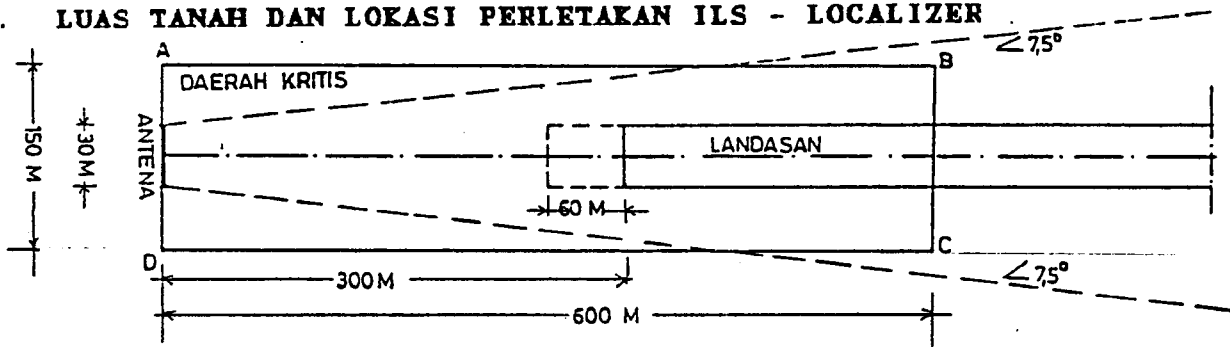 . LUAS TANAH DAN LOKASI PERLETAKAN ILS - LOCALIZER
A
∠7,5°
B
DAERAH KRITIS
150 M
30 M
ANTENA
LANDASAN
60 M
D
C
300 M
∠7,5°
600 M